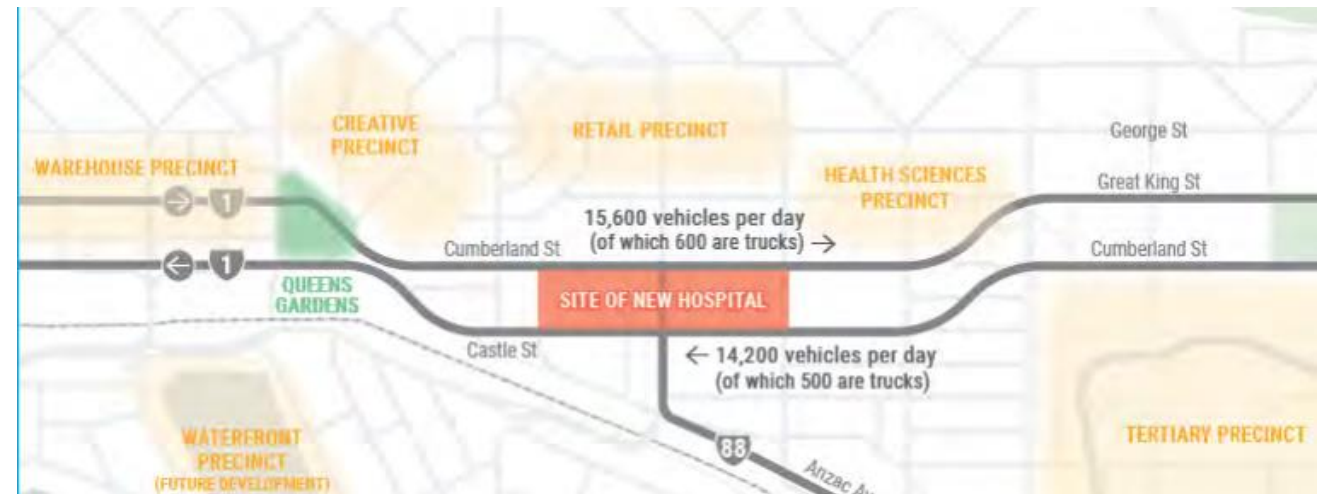 CREATIVE
PRECINCT
RETAIL PRECINCT
George St
WAREHOUSE PRECINCT
HEALTH SCIENCES
PRECINCT
Great King St
→ 1
15,600 vehicles per day
(of which 600 are trucks) →
Cumberland St
Cumberland St
← 1
QUEENS
GARDENS
SITE OF NEW HOSPITAL
Castle St
← 14,200 vehicles per day
(of which 500 are trucks)
WATERFRONT
PRECINCT
(FUTURE DEVELOPMENT)
88
Anzac
TERTIARY PRECINCT